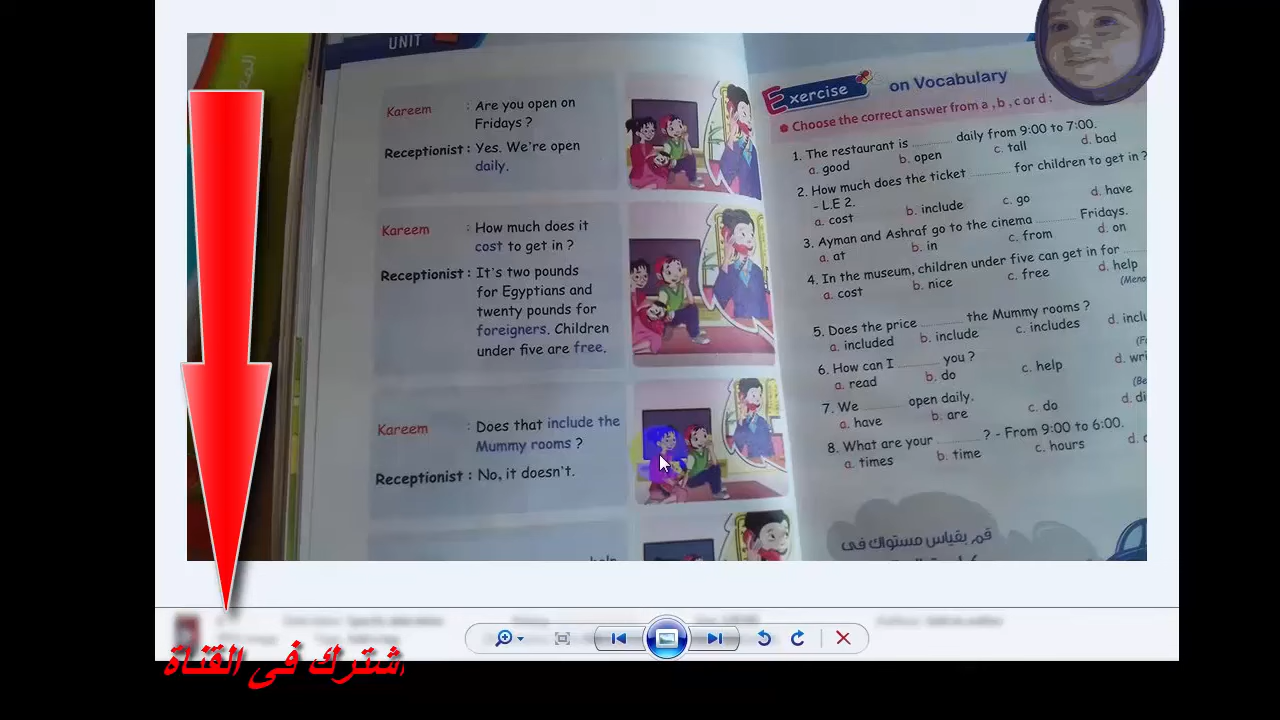 UNIT
Kareem : Are you open on
Fridays ?
Receptionist : Yes. We're open
daily.
Kareem : How much does it
cost to get in ?
Receptionist : It's two pounds
for Egyptians and
twenty pounds for
foreigners. Children
under five are free.
Kareem : Does that include the
Mummy rooms ?
Receptionist : No, it doesn't.
help
Exercise on Vocabulary
Choose the correct answer from a , b , c or d :
1. The restaurant is ............ daily from 9:00 to 7:00.
a. good b. open c. tall d. bad
2. How much does the ticket ............ for children to get in ?
- L.E 2.
a. cost b. include c. go d. have
3. Ayman and Ashraf go to the cinema ............ Fridays.
a. at b. in c. from d. on
4. In the museum, children under five can get in for ......
a. cost b. nice c. free d. help
(Meno
5. Does the price ............ the Mummy rooms ?
a. included b. include c. includes d. inclu
6. How can I ............ you ?
a. read b. do c. help d. wri
7. We ............ open daily.
a. have b. are c. do d. di
8. What are your ............ ? - From 9:00 to 6:00.
a. times b. time c. hours d.
قم بقياس مستواك فى
اشترك فى القناة